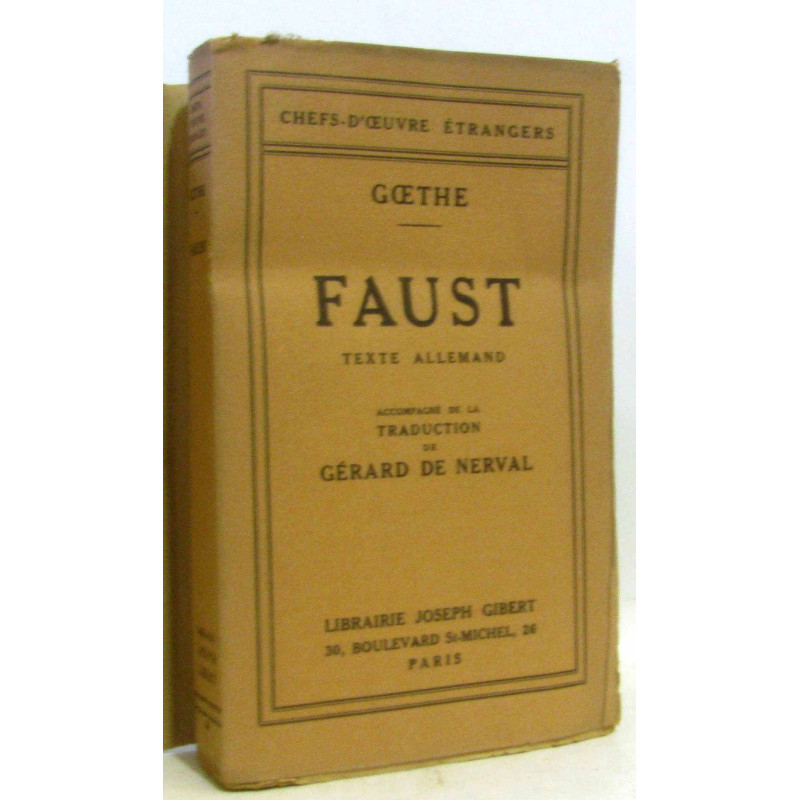 CHEFS-D'ŒUVRE ÉTRANGERS
GŒTHE
FAUST
TEXTE ALLEMAND
ACCOMPAGNÉ DE LA
TRADUCTION
DE
GÉRARD DE NERVAL
LIBRAIRIE JOSEPH GIBERT
30, BOULEVARD St-MICHEL, 26
PARIS